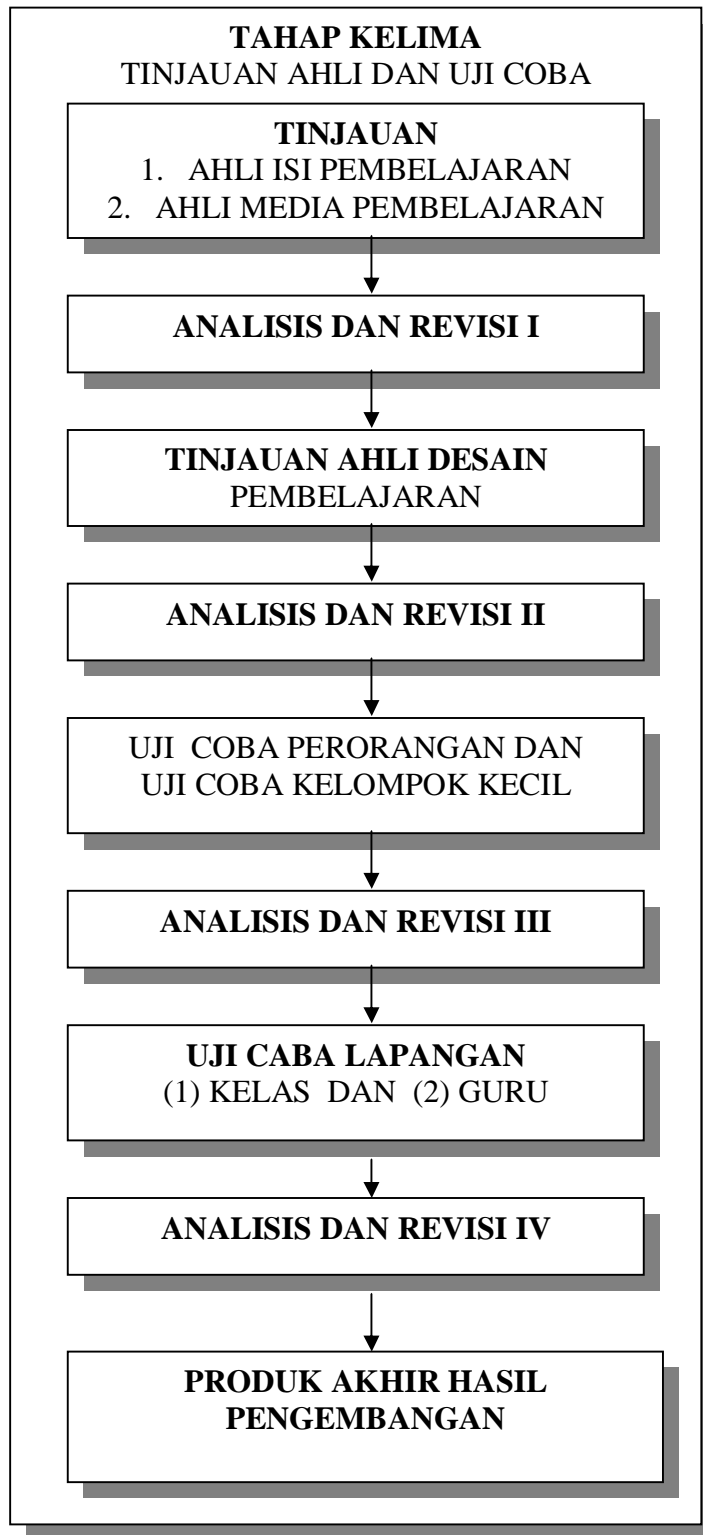 TAHAP KELIMA
TINJAUAN AHLI DAN UJI COBA
TINJAUAN
1. AHLI ISI PEMBELAJARAN
2. AHLI MEDIA PEMBELAJARAN
ANALISIS DAN REVISI I
TINJAUAN AHLI DESAIN
PEMBELAJARAN
ANALISIS DAN REVISI II
UJI COBA PERORANGAN DAN
UJI COBA KELOMPOK KECIL
ANALISIS DAN REVISI III
UJI CABA LAPANGAN
(1) KELAS DAN (2) GURU
ANALISIS DAN REVISI IV
PRODUK AKHIR HASIL
PENGEMBANGAN